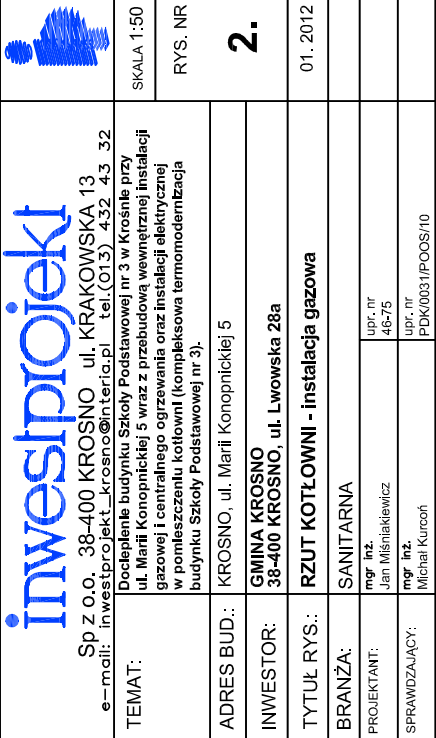 inwestprojekt
Sp z o.o. 38-400 KROSNO ul. KRAKOWSKA 13
e-mail: inwestprojekt_krosno@interia.pl tel.(013) 432 43 32
TEMAT:
Docieplenie budynku Szkoły Podstawowej nr 3 w Krośnie przy
ul. Marii Konopnickiej 5 wraz z przebudową wewnętrznej instalacji
gazowej i centralnego ogrzewania oraz instalacji elektrycznej
w pomieszczeniu kotłowni (kompleksowa termomodernizacja
budynku Szkoły Podstawowej nr 3).
SKALA 1:50
ADRES BUD.: KROSNO, ul. Marii Konopnickiej 5
RYS. NR
INWESTOR:
GMINA KROSNO
38-400 KROSNO, ul. Lwowska 28a
2.
TYTUŁ RYS.: RZUT KOTŁOWNI - instalacja gazowa
01. 2012
BRANŻA: SANITARNA
PROJEKTANT:
mgr inż.
Jan Miśniakiewicz
upr. nr
46-75
SPRAWDZAJĄCY:
mgr inż.
Michał Kurcoń
upr. nr
PDK/0031/POOS/10